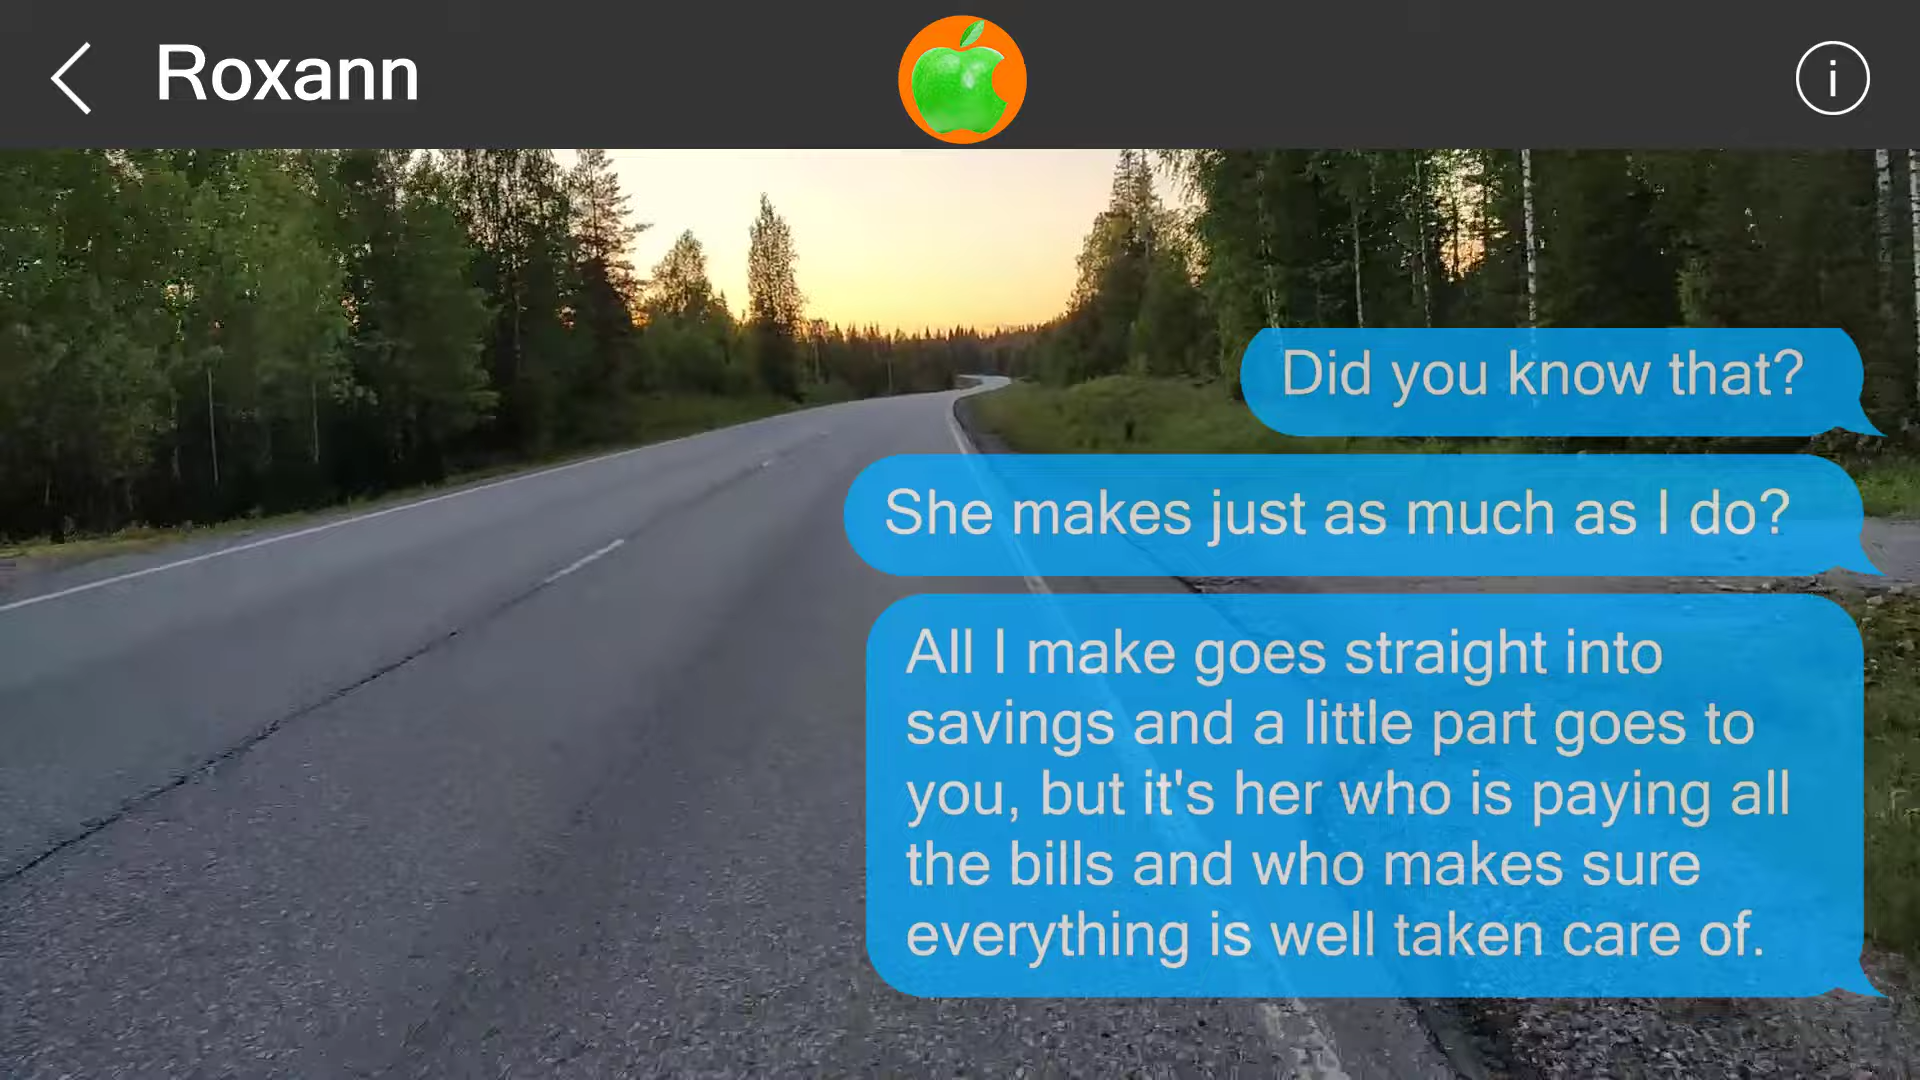 Roxann
i
Did you know that?
She makes just as much as I do?
All I make goes straight into
savings and a little part goes to
you, but it's her who is paying all
the bills and who makes sure
everything is well taken care of.